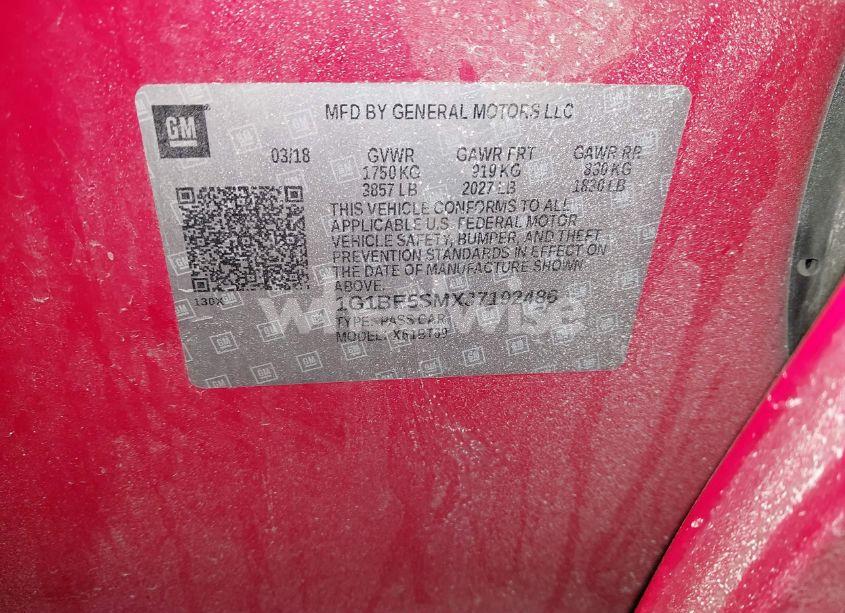 GM
MFD BY GENERAL MOTORS LLC
03/18 GVWR GAWR FRT GAWR RR
1750 KG 919 KG 830 KG
3857 LB 2027 LB 1830 LB
THIS VEHICLE CONFORMS TO ALL
APPLICABLE U.S. FEDERAL MOTOR
VEHICLE SAFETY, BUMPER, AND THEFT
PREVENTION STANDARDS IN EFFECT ON
THE DATE OF MANUFACTURE SHOWN
ABOVE.
130X
1G1BF5SMXJ7192486
TYPE: PASS CAR
MODEL: